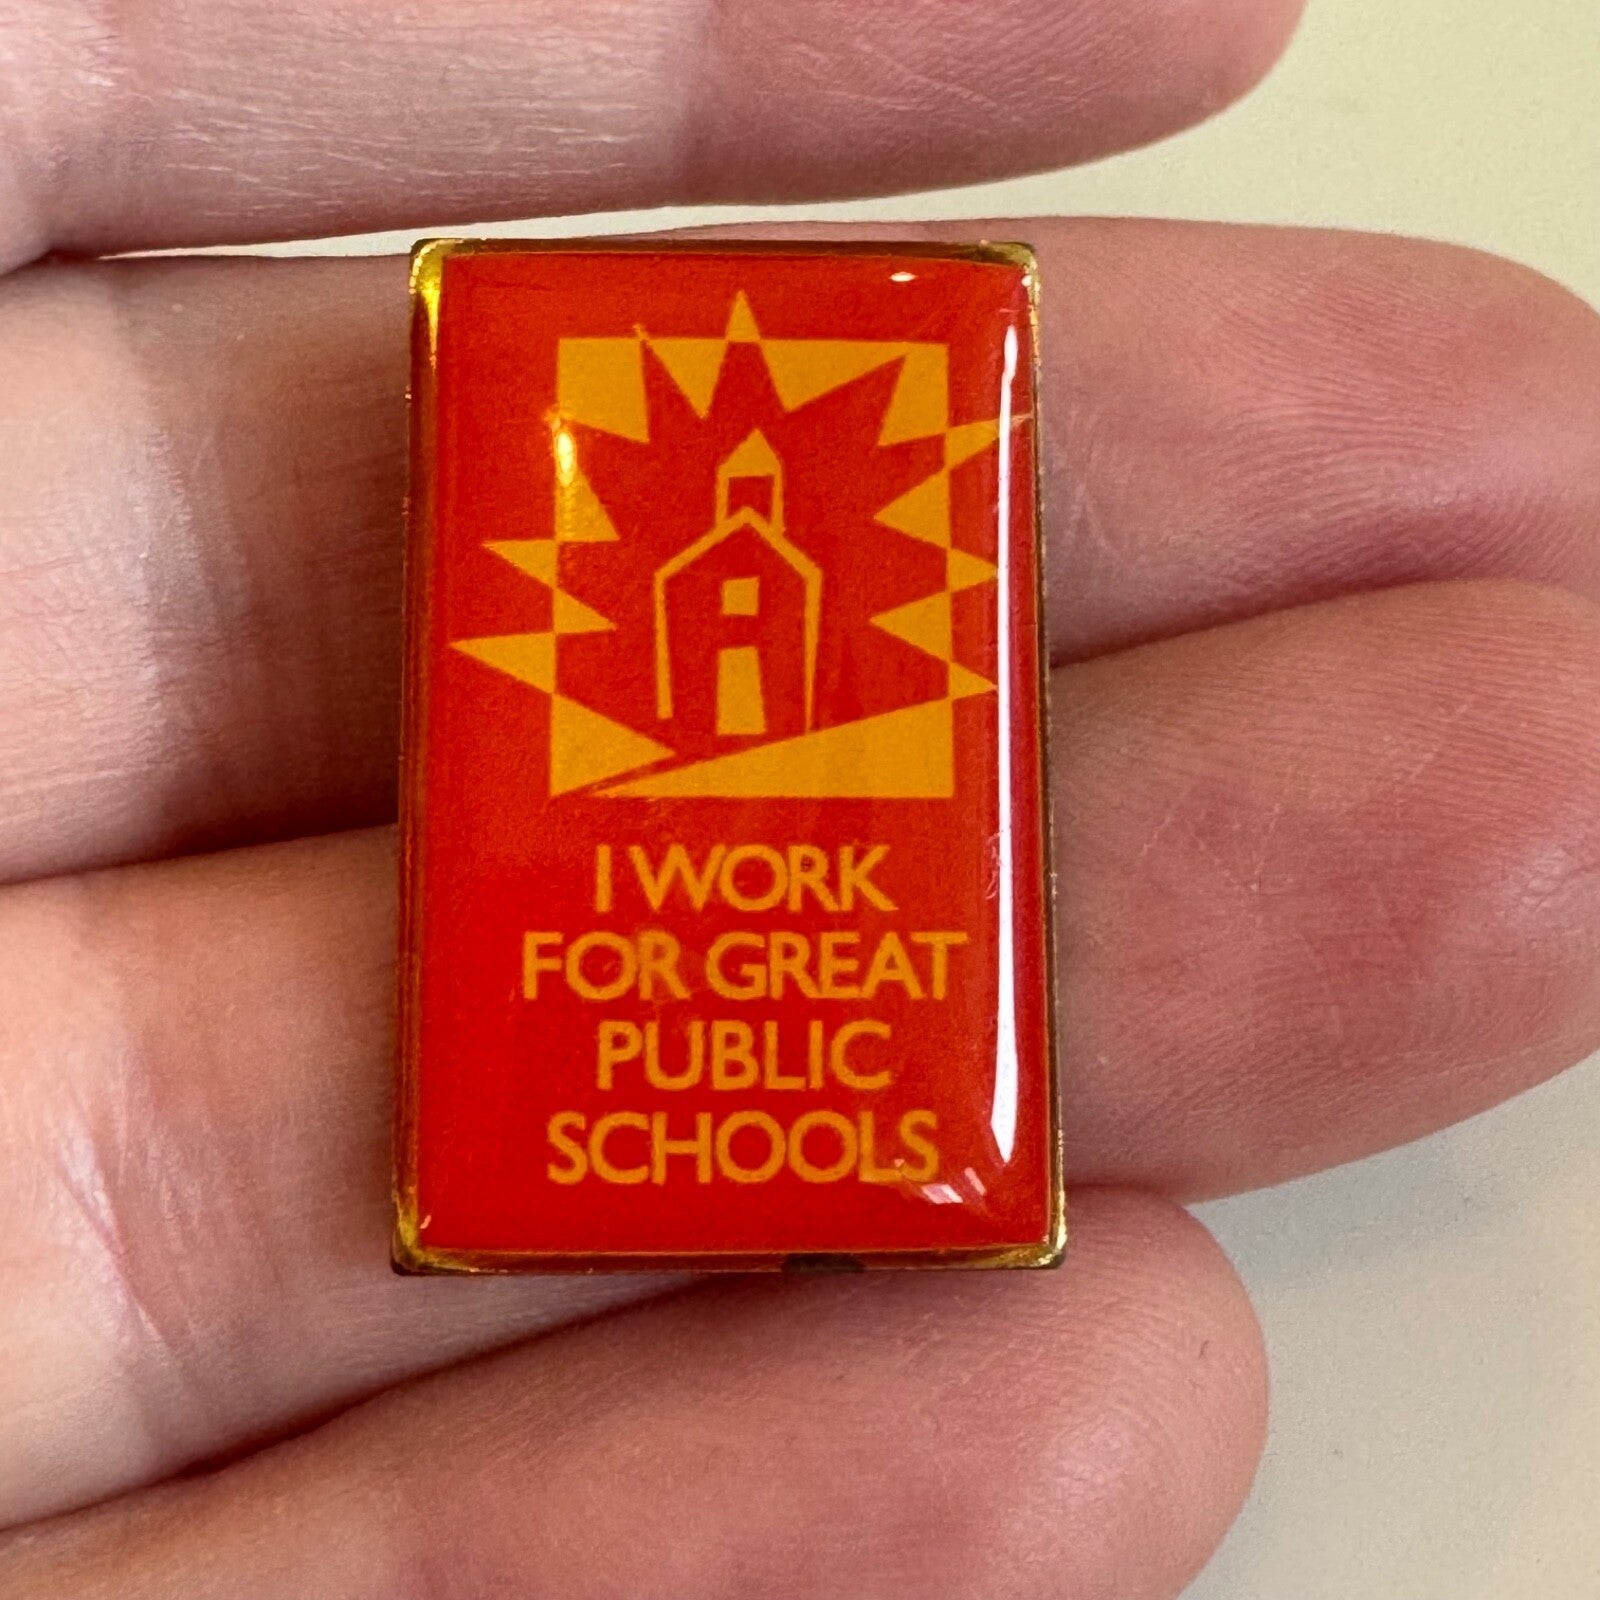 I WORK
FOR GREAT
PUBLIC
SCHOOLS